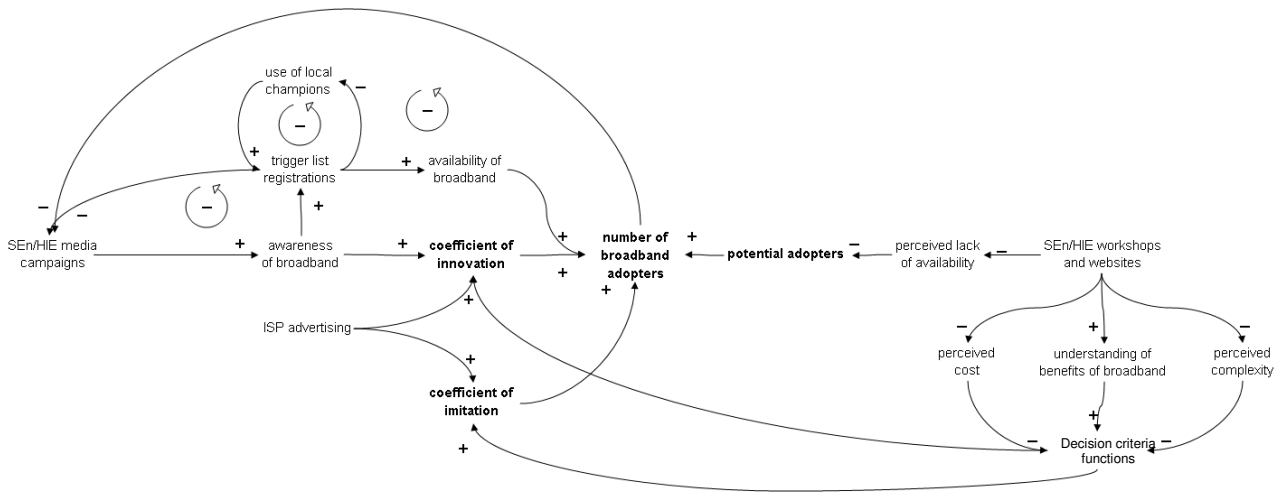 use of local
champions
–
–
–
+
trigger list
registrations
+
availability of
broadband
–
–
–
+
SEn/HIE media
campaigns
+
awareness
of broadband
+
coefficient of
innovation
+
+
number of
broadband
adopters
+
+
potential adopters
–
perceived lack
of availability
–
SEn/HIE workshops
and websites
ISP advertising
+
+
coefficient of
imitation
+
–
+
–
perceived
cost
understanding of
benefits of broadband
perceived
complexity
–
+
–
Decision criteria
functions